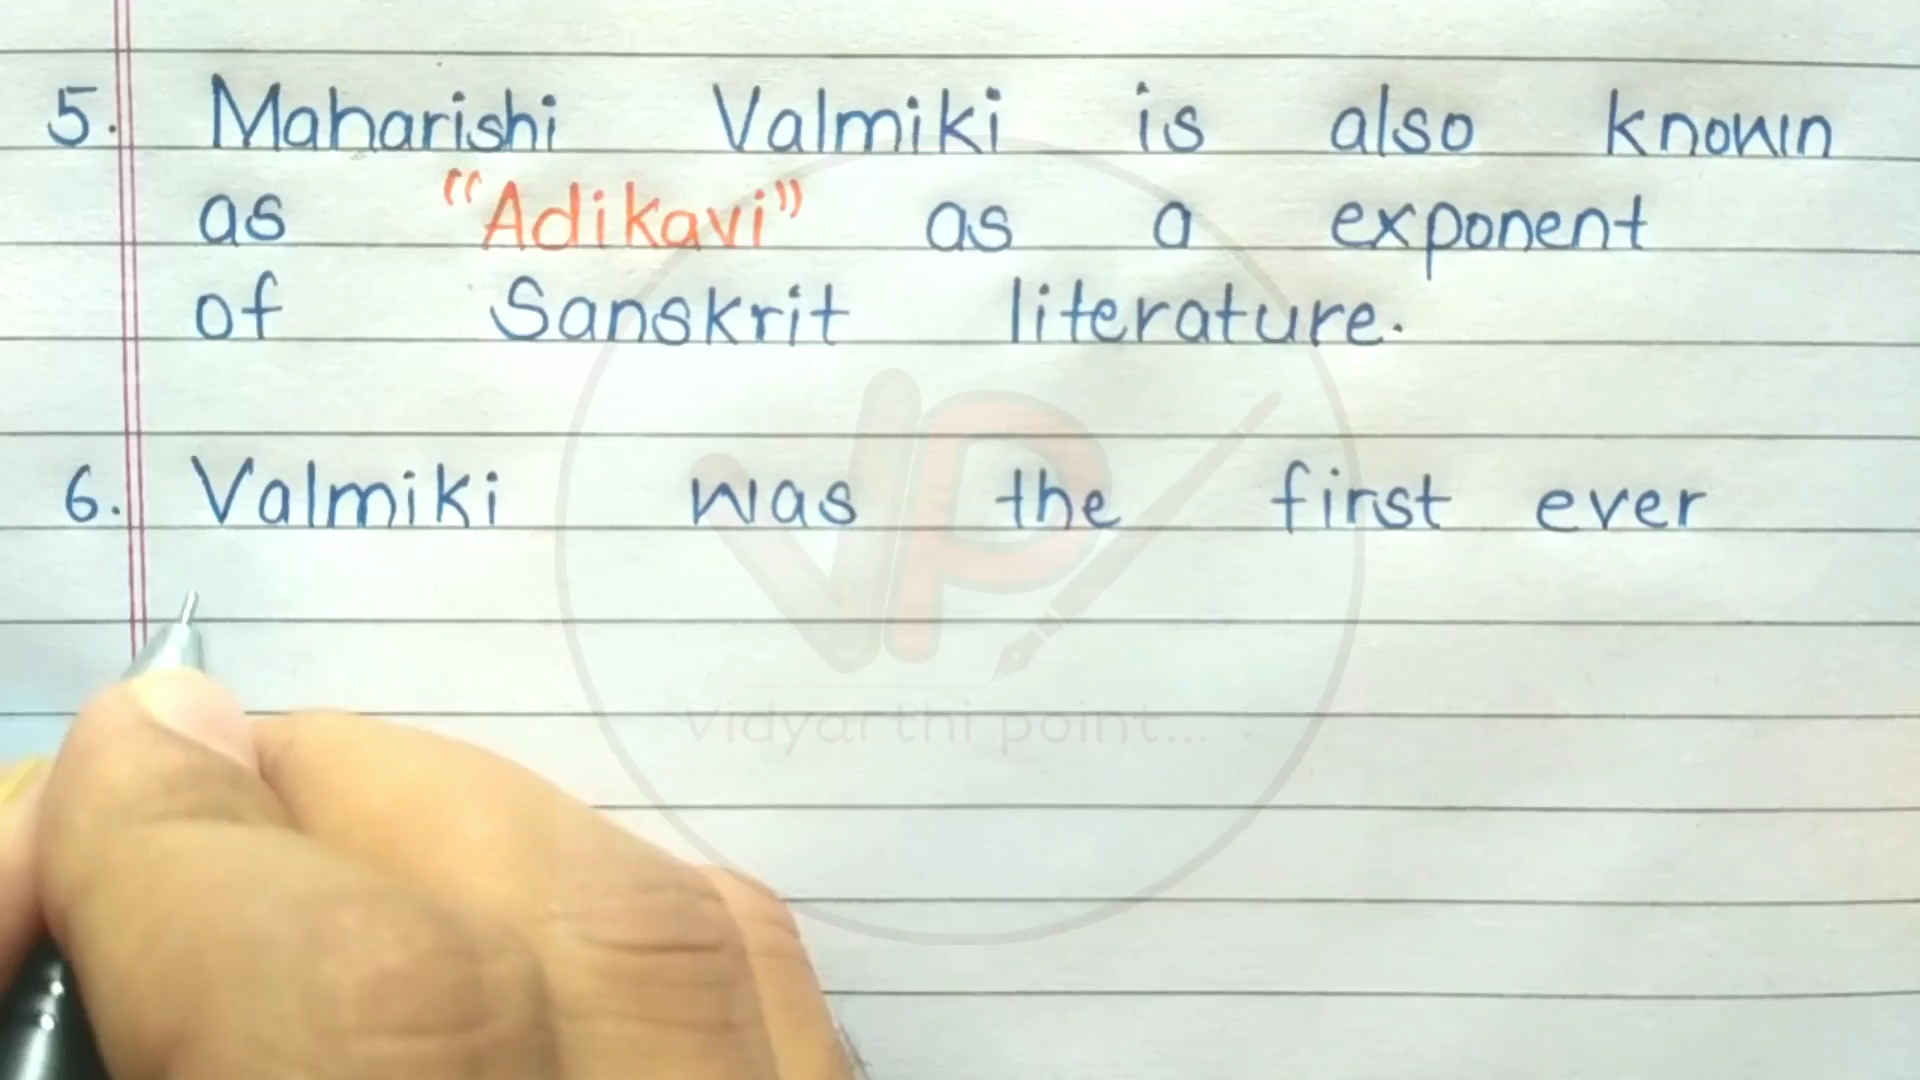 5. Maharishi Valmiki is also known
as "Adikavi" as a exponent
of Sanskrit literature.
6. Valmiki was the first ever
VP
Vidyarthi point...